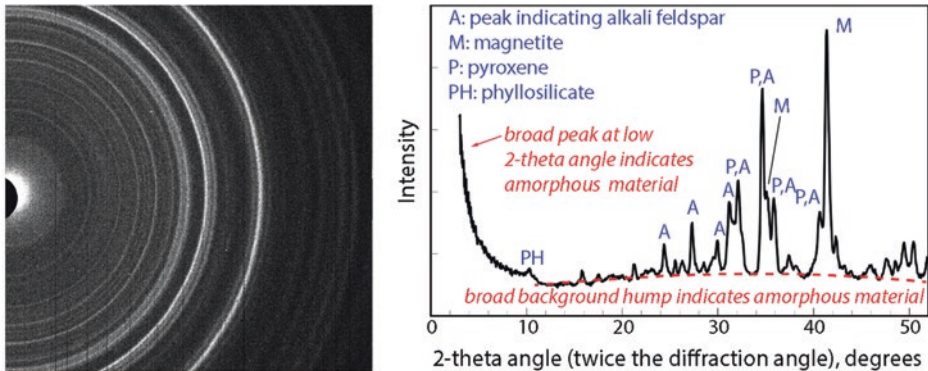 A: peak indicating alkali feldspar
M: magnetite
P: pyroxene
PH: phyllosilicate
broad peak at low
2-theta angle indicates
amorphous material
M
P,A
M
P,A
P,A
P,A
A
A
A
A
PH
broad background hump indicates amorphous material
Intensity
0 10 20 30 40 50
2-theta angle (twice the diffraction angle), degrees